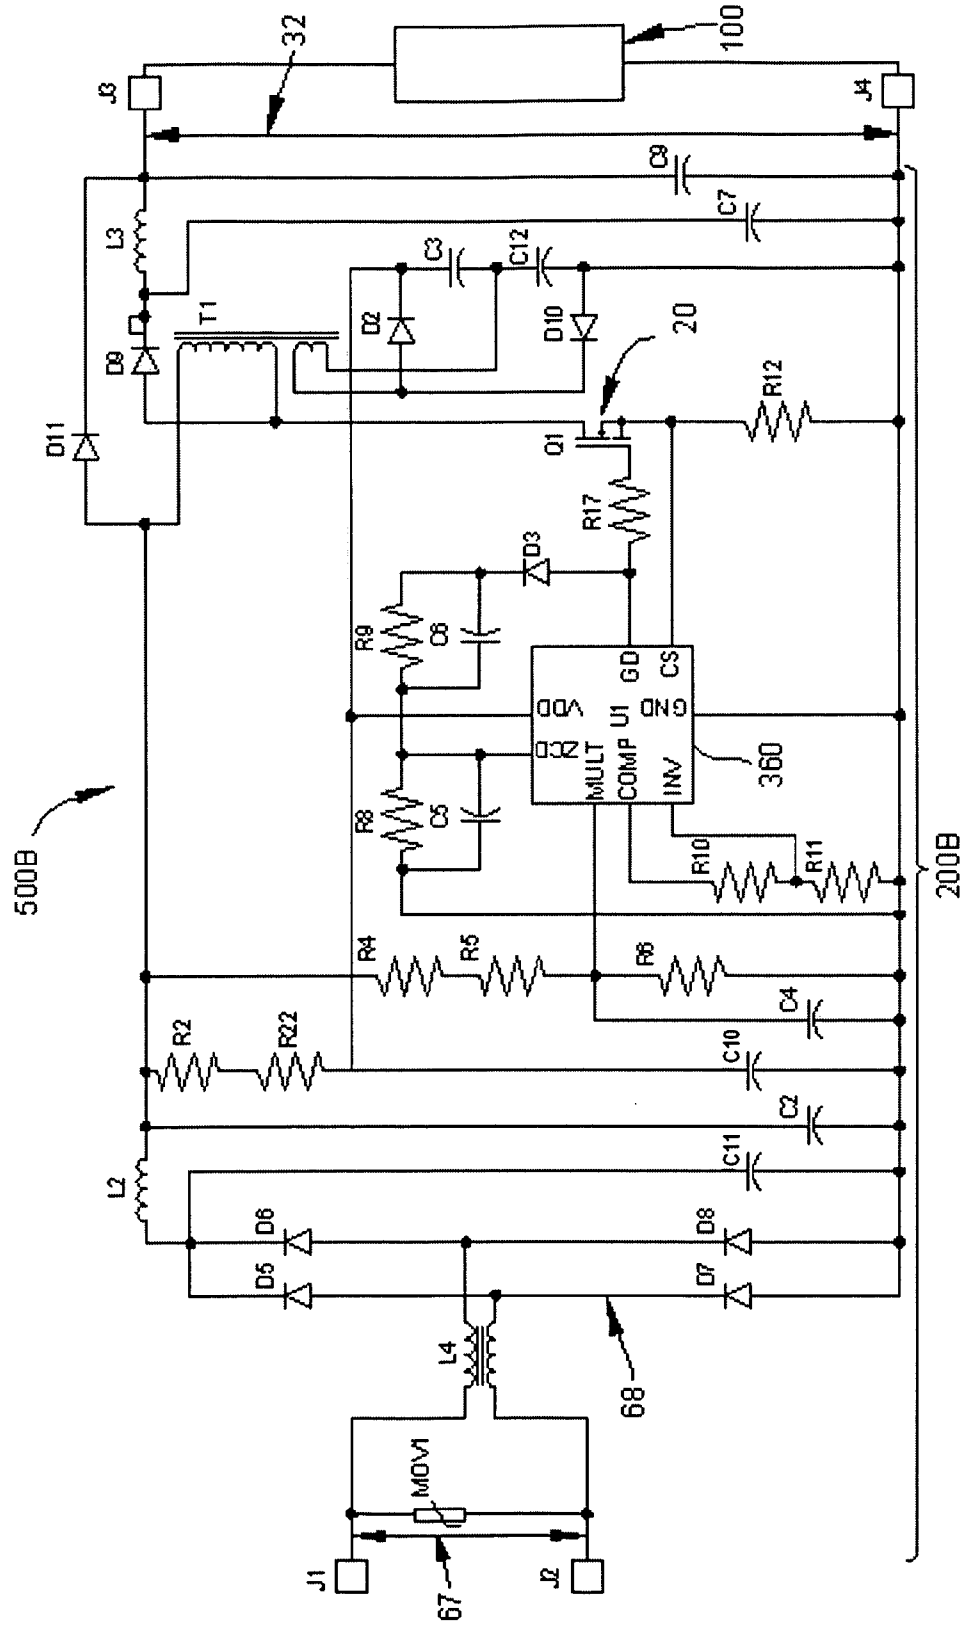 500B
J3
32
100
J4
D11
D9
L3
T1
C9
C7
C3
C12
D2
D10
20
Q1
R12
R17
D3
R9
C6
R8
C5
ZCD
VDD
GD
CS
MULT
COMP
INV
U1
GND
360
R10
R11
200B
R4
R5
R6
C4
R2
R22
C10
C2
L2
C11
D6
D5
D8
D7
L4
68
MOV1
J1
J2
67